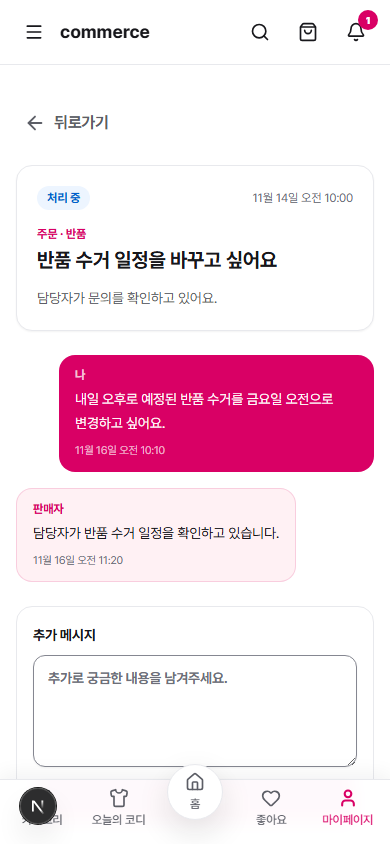 commerce
1
뒤로가기
처리 중
11월 14일 오전 10:00
주문 · 반품
반품 수거 일정을 바꾸고 싶어요
담당자가 문의를 확인하고 있어요.
나
내일 오후로 예정된 반품 수거를 금요일 오전으로
변경하고 싶어요.
11월 16일 오전 10:10
판매자
담당자가 반품 수거 일정을 확인하고 있습니다.
11월 16일 오전 11:20
추가 메시지
추가로 궁금한 내용을 남겨주세요.
N
오늘의 코디
홈
좋아요
마이페이지